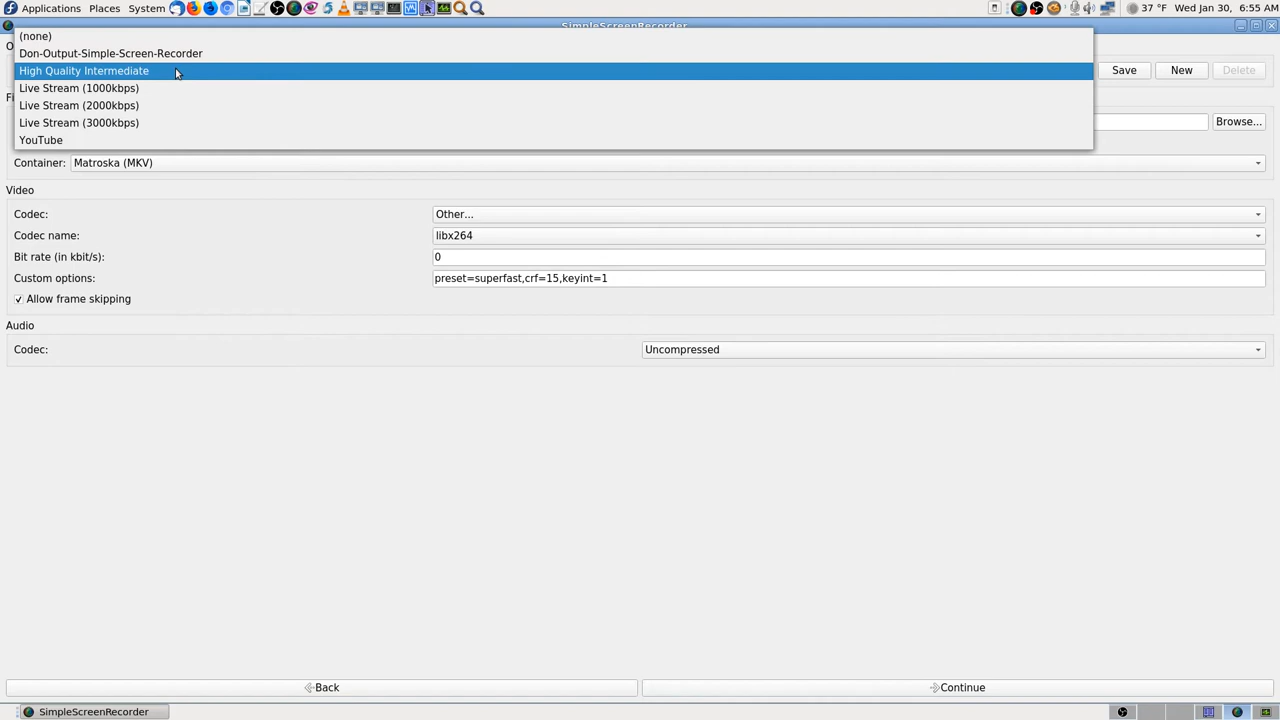 Applications Places System
37 °F Wed Jan 30, 6:55 AM
SimpleScreenRecorder
(none)
Don-Output-Simple-Screen-Recorder
High Quality Intermediate
Save New Delete
Live Stream (1000kbps)
Live Stream (2000kbps)
Live Stream (3000kbps)
Browse...
YouTube
Container: Matroska (MKV)
Video
Codec: Other...
Codec name: libx264
Bit rate (in kbit/s): 0
Custom options: preset=superfast,crf=15,keyint=1
Allow frame skipping
Audio
Codec: Uncompressed
Back Continue
SimpleScreenRecorder